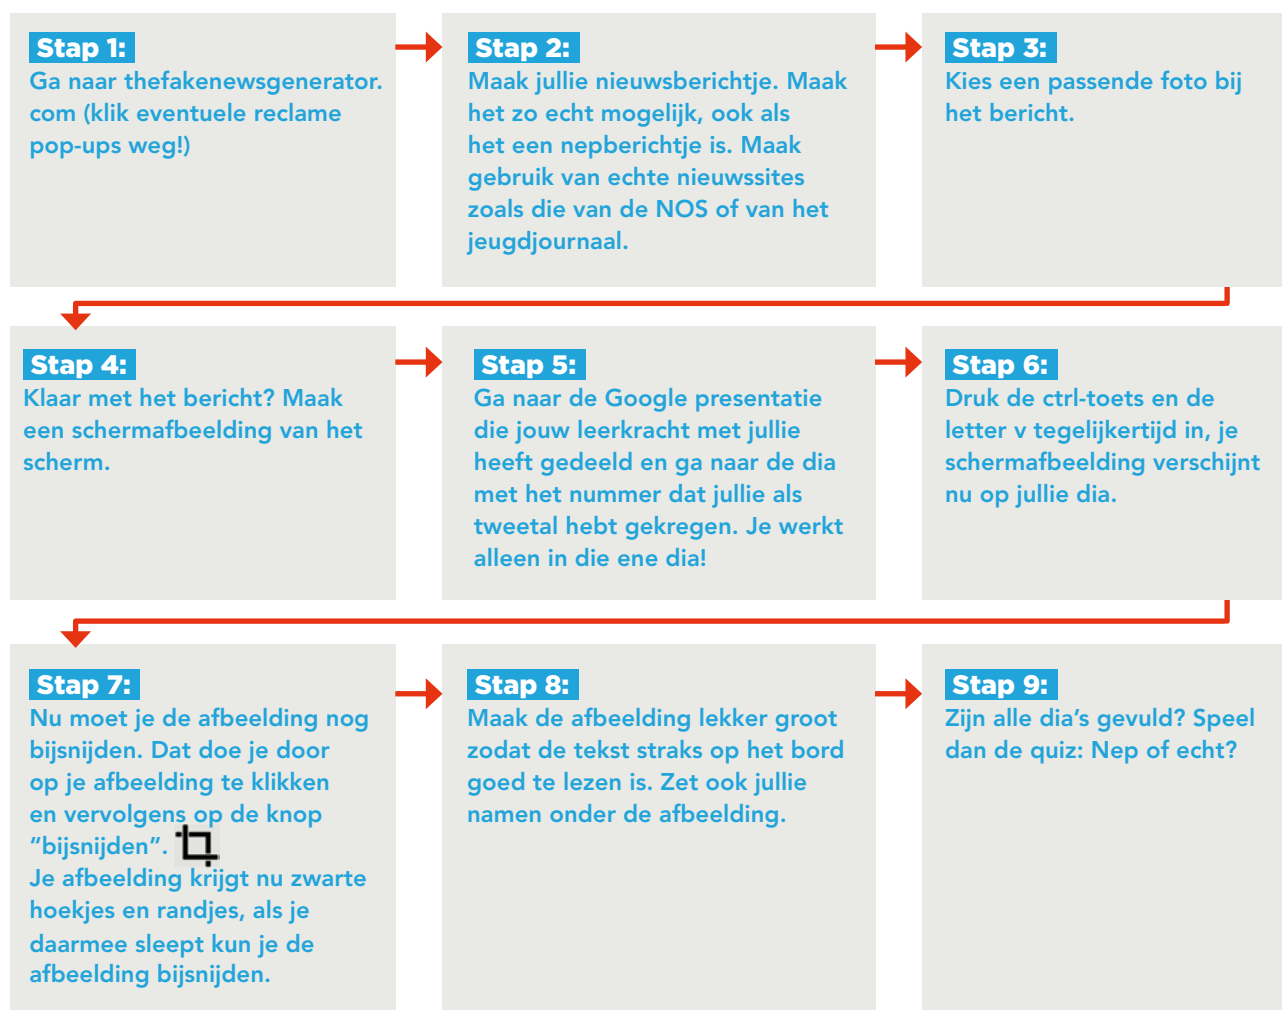 Stap 1:
Ga naar thefakenewsgenerator.
com (klik eventuele reclame
pop-ups weg!)
Stap 2:
Maak jullie nieuwsberichtje. Maak
het zo echt mogelijk, ook als
het een nepberichtje is. Maak
gebruik van echte nieuwssites
zoals die van de NOS of van het
jeugdjournaal.
Stap 3:
Kies een passende foto bij
het bericht.
Stap 4:
Klaar met het bericht? Maak
een schermafbeelding van het
scherm.
Stap 5:
Ga naar de Google presentatie
die jouw leerkracht met jullie
heeft gedeeld en ga naar de dia
met het nummer dat jullie als
tweetal hebt gekregen. Je werkt
alleen in die ene dia!
Stap 6:
Druk de ctrl-toets en de
letter v tegelijkertijd in, je
schermafbeelding verschijnt
nu op jullie dia.
Stap 7:
Nu moet je de afbeelding nog
bijsnijden. Dat doe je door
op je afbeelding te klikken
en vervolgens op de knop
“bijsnijden”.
Je afbeelding krijgt nu zwarte
hoekjes en randjes, als je
daarmee sleept kun je de
afbeelding bijsnijden.
Stap 8:
Maak de afbeelding lekker groot
zodat de tekst straks op het bord
goed te lezen is. Zet ook jullie
namen onder de afbeelding.
Stap 9:
Zijn alle dia’s gevuld? Speel
dan de quiz: Nep of echt?